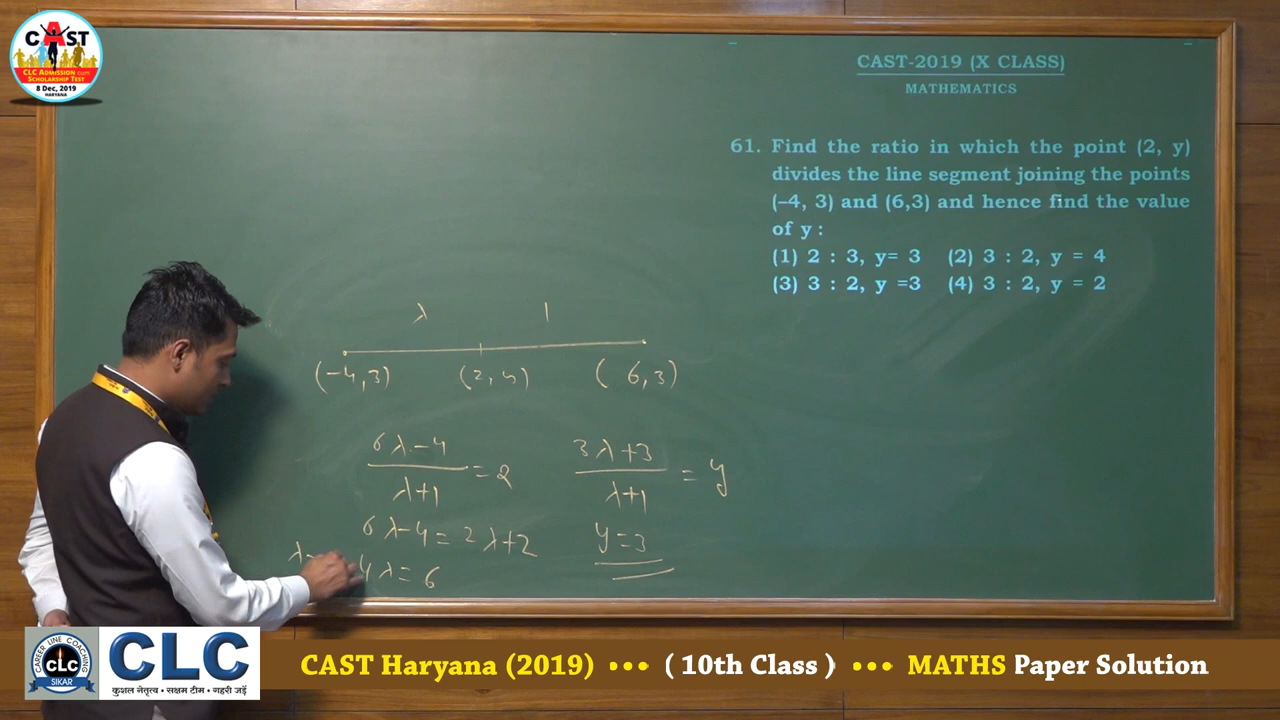 CAST
CLC Admission cum
Scholarship Test
8 Dec, 2019
HARYANA
CAST-2019 (X CLASS)
MATHEMATICS
61. Find the ratio in which the point (2, y)
divides the line segment joining the points
(–4, 3) and (6,3) and hence find the value
of y :
(1) 2 : 3, y= 3 (2) 3 : 2, y = 4
(3) 3 : 2, y =3 (4) 3 : 2, y = 2
λ 1
(-4,3) (2,y) (6,3)
6λ-4/λ+1 = 2 3λ+3/λ+1 = y
6λ-4=2λ+2 y=3
4λ=6
CAREER LINE COACHING
CLC
SIKAR
CLC
कुशल नेतृत्व • सक्षम टीम • गहरी जड़ें
CAST Haryana (2019) ••• ( 10th Class ) ••• MATHS Paper Solution